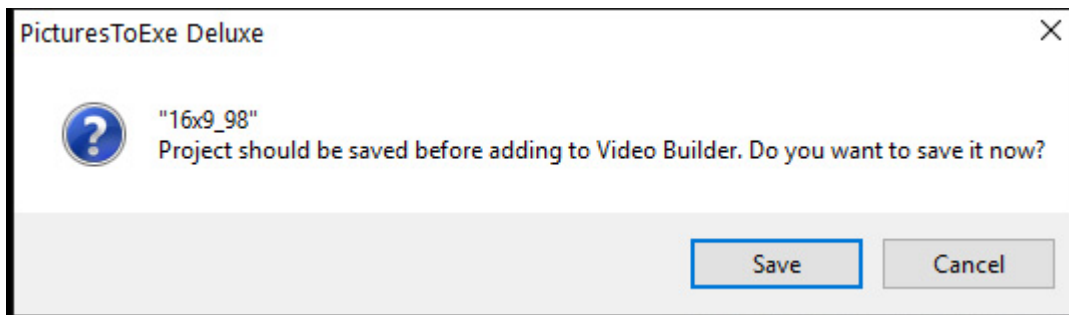 PicturesToExe Deluxe
"16x9_98"
Project should be saved before adding to Video Builder. Do you want to save it now?
Save
Cancel